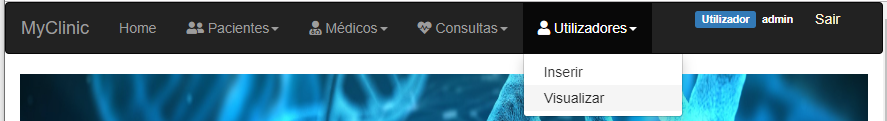 MyClinic Home Pacientes Médicos Consultas Utilizadores Utilizador admin Sair
Inserir
Visualizar